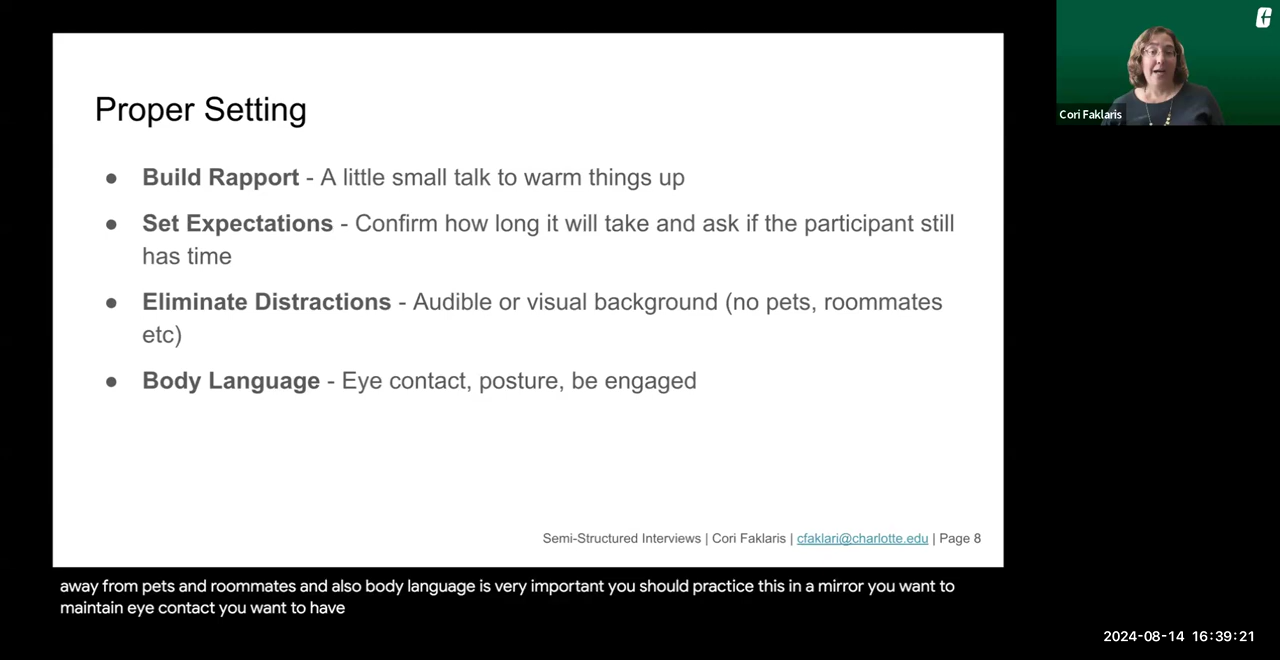 Proper Setting
● Build Rapport - A little small talk to warm things up
● Set Expectations - Confirm how long it will take and ask if the participant still
has time
● Eliminate Distractions - Audible or visual background (no pets, roommates
etc)
● Body Language - Eye contact, posture, be engaged
Semi-Structured Interviews | Cori Faklaris | cfaklari@charlotte.edu | Page 8
Cori Faklaris
away from pets and roommates and also body language is very important you should practice this in a mirror you want to
maintain eye contact you want to have
2024-08-14 16:39:21